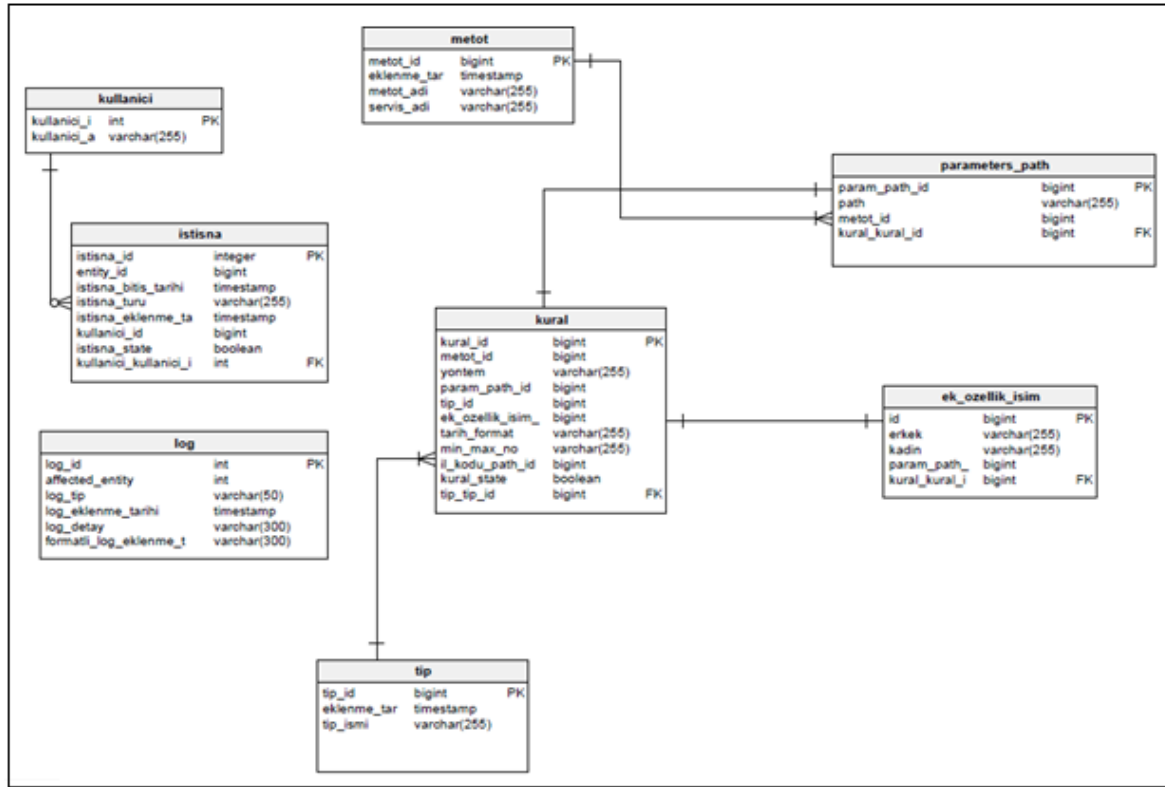 metot
metot_id bigint PK
eklenme_tar timestamp
metot_adi varchar(255)
servis_adi varchar(255)
kullanici
kullanici_i int PK
kullanici_a varchar(255)
parameters_path
param_path_id bigint PK
path varchar(255)
metot_id bigint
kural_kural_id bigint FK
istisna
istisna_id integer PK
entity_id bigint
istisna_bitis_tarihi timestamp
istisna_turu varchar(255)
istisna_eklenme_ta timestamp
kullanici_id bigint
istisna_state boolean
kullanici_kullanici_i int FK
kural
kural_id bigint PK
metot_id bigint
yontem varchar(255)
param_path_id bigint
tip_id bigint
ek_ozellik_isim_ bigint
tarih_format varchar(255)
min_max_no varchar(255)
il_kodu_path_id bigint
kural_state boolean
tip_tip_id bigint FK
ek_ozellik_isim
id bigint PK
erkek varchar(255)
kadin varchar(255)
param_path_ bigint
kural_kural_i bigint FK
log
log_id int PK
affected_entity int
log_tip varchar(50)
log_eklenme_tarihi timestamp
log_detay varchar(300)
formatli_log_eklenme_t varchar(300)
tip
tip_id bigint PK
eklenme_tar timestamp
tip_ismi varchar(255)